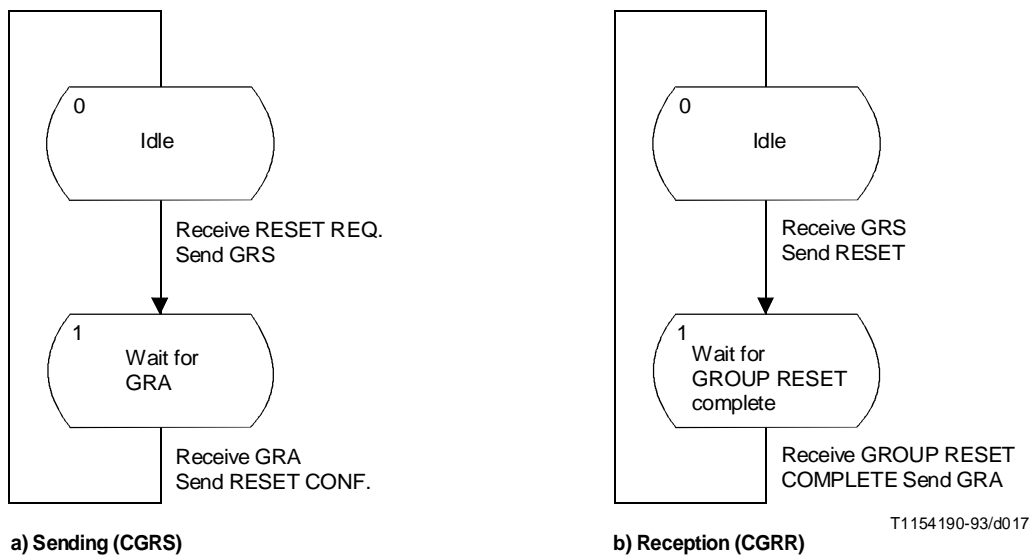 0
Idle
Receive RESET REQ.
Send GRS
1
Wait for
GRA
Receive GRA
Send RESET CONF.
a) Sending (CGRS)
0
Idle
Receive GRS
Send RESET
1
Wait for
GROUP RESET
complete
Receive GROUP RESET
COMPLETE Send GRA
T1154190-93/d017
b) Reception (CGRR)